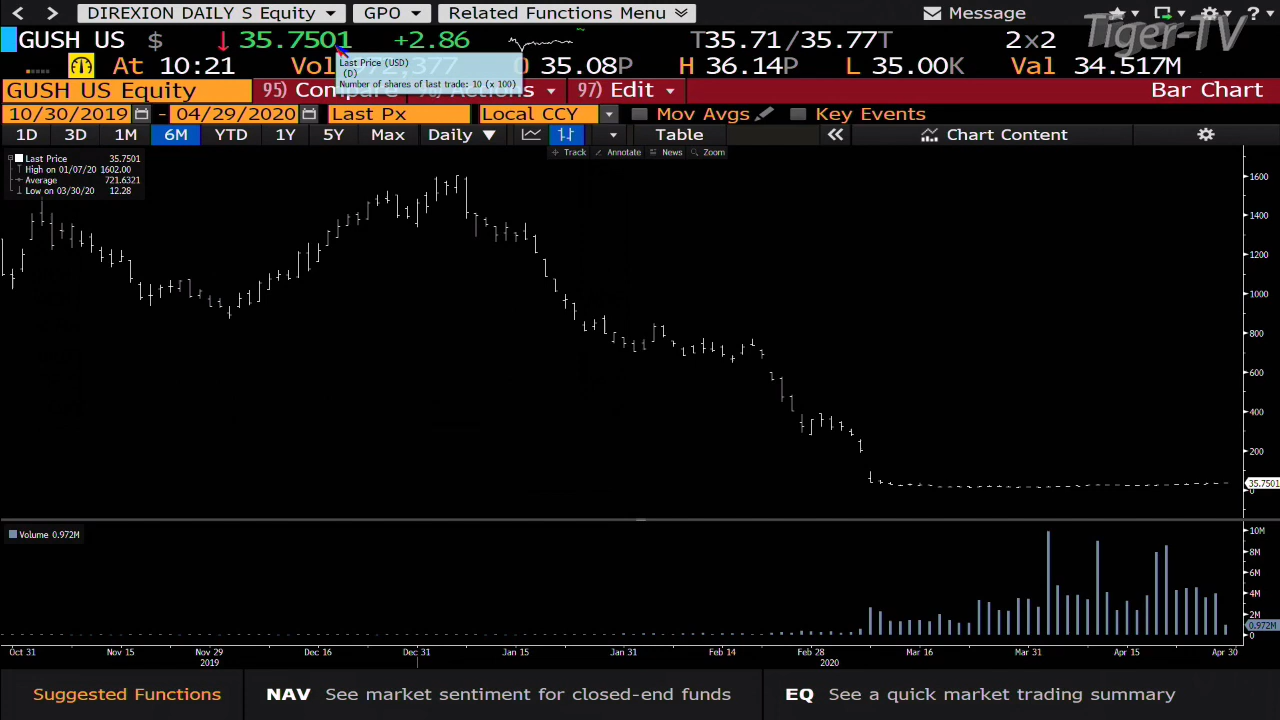 DIREXION DAILY S Equity GPO Related Functions Menu Message ?
GUSH US $ 35.7501 +2.86 T35.71 / 35.77T 2×2 Tiger-TV
At 10:21 Vol 377 O 35.08P H 36.14P L 35.00K Val 34.517M
Last Price (USD)
(D)
Number of shares of last trade: 10 (x 100)
GUSH US Equity 95) Actions 97) Edit Bar Chart
10/30/2019 - 04/29/2020 Last Px Local CCY Mov Avgs Key Events
1D 3D 1M 6M YTD 1Y 5Y Max Daily ▼ Table « Chart Content
Track Annotate News Zoom
Last Price 35.7501
High on 01/07/20 1602.00
Average 721.6321
Low on 03/30/20 12.28
1600
1400
1200
1000
800
600
400
200
35.7501
0
Volume 0.972M
10M
8M
6M
4M
2M
0.972M
0
Oct 31 Nov 15 Nov 29 Dec 16 Dec 31 Jan 15 Jan 31 Feb 14 Feb 28 Mar 16 Mar 31 Apr 15 Apr 30
2019 2020
Suggested Functions NAV See market sentiment for closed-end funds EQ See a quick market trading summary